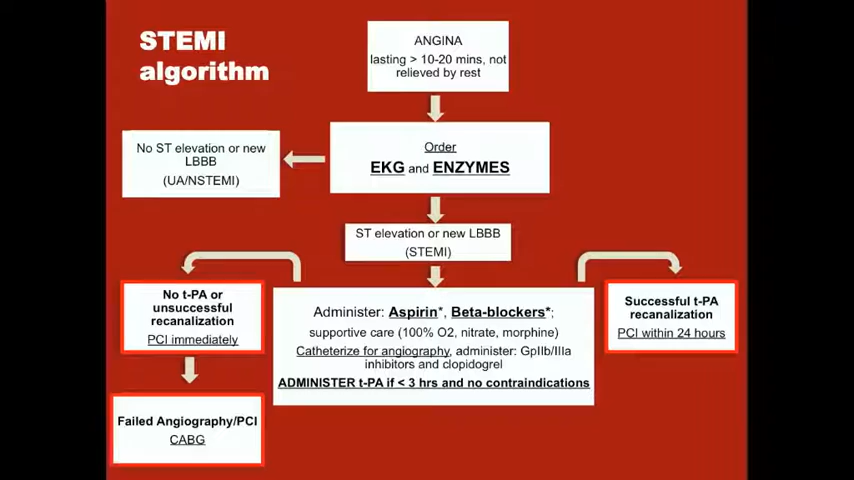 STEMI
algorithm
ANGINA
lasting > 10-20 mins, not
relieved by rest
Order
EKG and ENZYMES
No ST elevation or new
LBBB
(UA/NSTEMI)
ST elevation or new LBBB
(STEMI)
No t-PA or
unsuccessful
recanalization
PCI immediately
Administer: Aspirin*, Beta-blockers*;
supportive care (100% O2, nitrate, morphine)
Catheterize for angiography, administer: GpIIb/IIIa
inhibitors and clopidogrel
ADMINISTER t-PA if < 3 hrs and no contraindications
Successful t-PA
recanalization
PCI within 24 hours
Failed Angiography/PCI
CABG